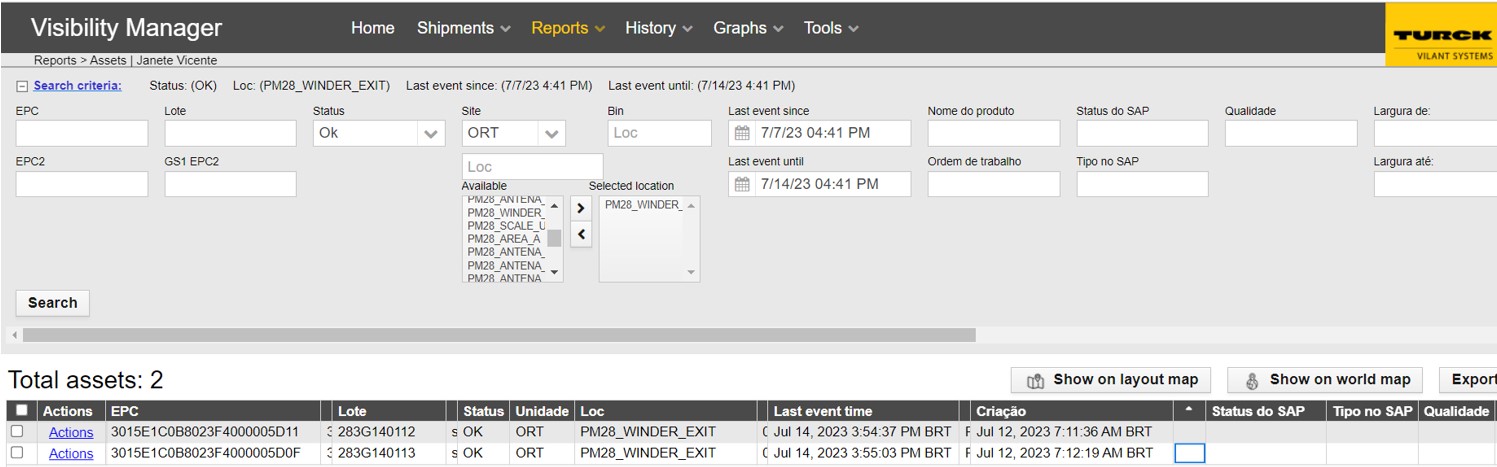 Visibility Manager Home Shipments Reports History Graphs Tools TURCK
VILANT SYSTEMS
Reports > Assets | Janete Vicente
Search criteria: Status: (OK) Loc: (PM28_WINDER_EXIT) Last event since: (7/7/23 4:41 PM) Last event until: (7/14/23 4:41 PM)
EPC Lote Status Site Bin Last event since Nome do produto Status do SAP Qualidade Largura de:
Ok ORT Loc 7/7/23 04:41 PM
EPC2 GS1 EPC2 Loc Last event until Ordem de trabalho Tipo no SAP Largura até:
7/14/23 04:41 PM
Available Selected location
PM28_ANTENA_ PM28_WINDER_
PM28_WINDER_
PM28_SCALE_U
PM28_AREA_A
PM28_ANTENA_
PM28_ANTENA_
Search
Total assets: 2 Show on layout map Show on world map Export
Actions EPC Lote Status Unidade Loc Last event time Criação Status do SAP Tipo no SAP Qualidade
Actions 3015E1C0B8023F4000005D11 3 283G140112 s OK ORT PM28_WINDER_EXIT 0 Jul 14, 2023 3:54:37 PM BRT F Jul 12, 2023 7:11:36 AM BRT
Actions 3015E1C0B8023F4000005D0F 3 283G140113 s OK ORT PM28_WINDER_EXIT 0 Jul 14, 2023 3:55:03 PM BRT F Jul 12, 2023 7:12:19 AM BRT